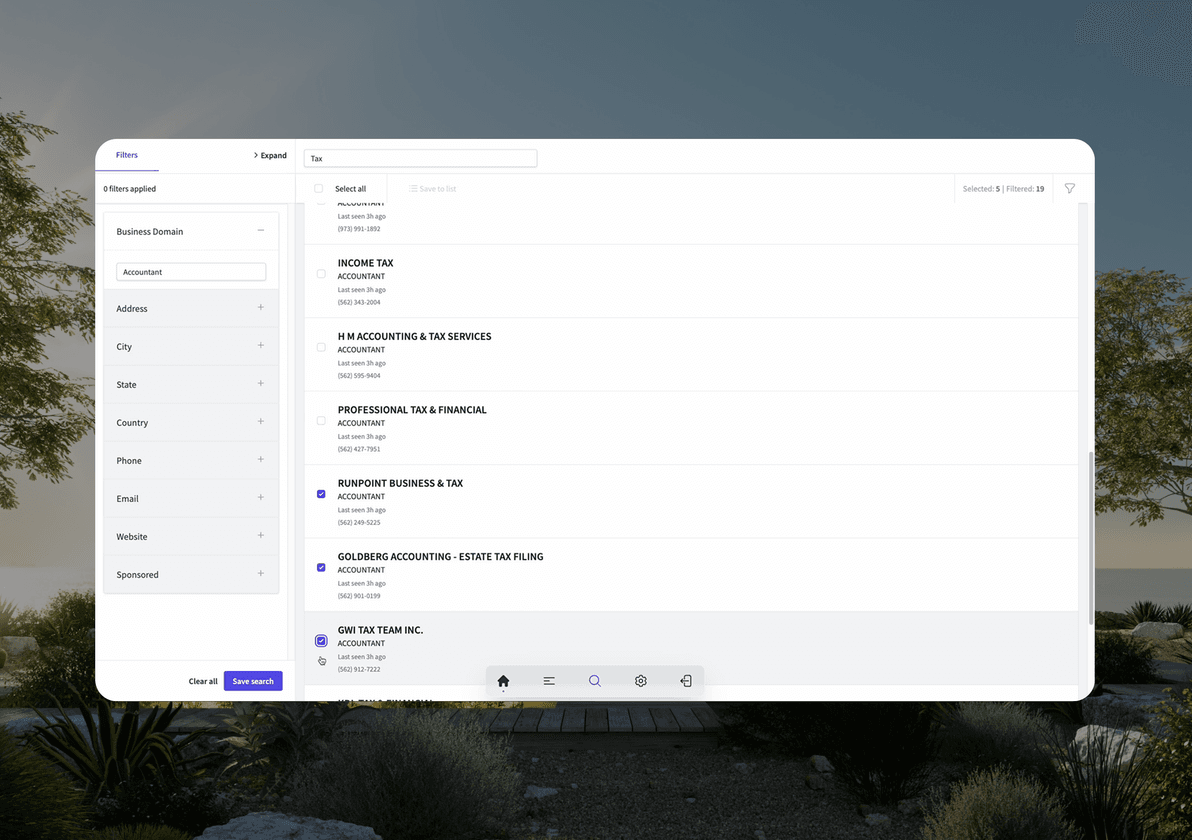 Filters
Expand
Tax
0 filters applied
Select all
Save to list
Selected: 5 | Filtered: 19
Business Domain
Accountant
Address
City
State
Country
Phone
Email
Website
Sponsored
Clear all
Save search
ACCOUNTANT
Last seen 3h ago
(973) 991-1892
INCOME TAX
ACCOUNTANT
Last seen 3h ago
(562) 343-2004
H M ACCOUNTING & TAX SERVICES
ACCOUNTANT
Last seen 3h ago
(562) 595-9404
PROFESSIONAL TAX & FINANCIAL
ACCOUNTANT
Last seen 3h ago
(562) 427-7951
RUNPOINT BUSINESS & TAX
ACCOUNTANT
Last seen 3h ago
(562) 249-5225
GOLDBERG ACCOUNTING - ESTATE TAX FILING
ACCOUNTANT
Last seen 3h ago
(562) 901-0199
GWI TAX TEAM INC.
ACCOUNTANT
Last seen 3h ago
(562) 912-7222